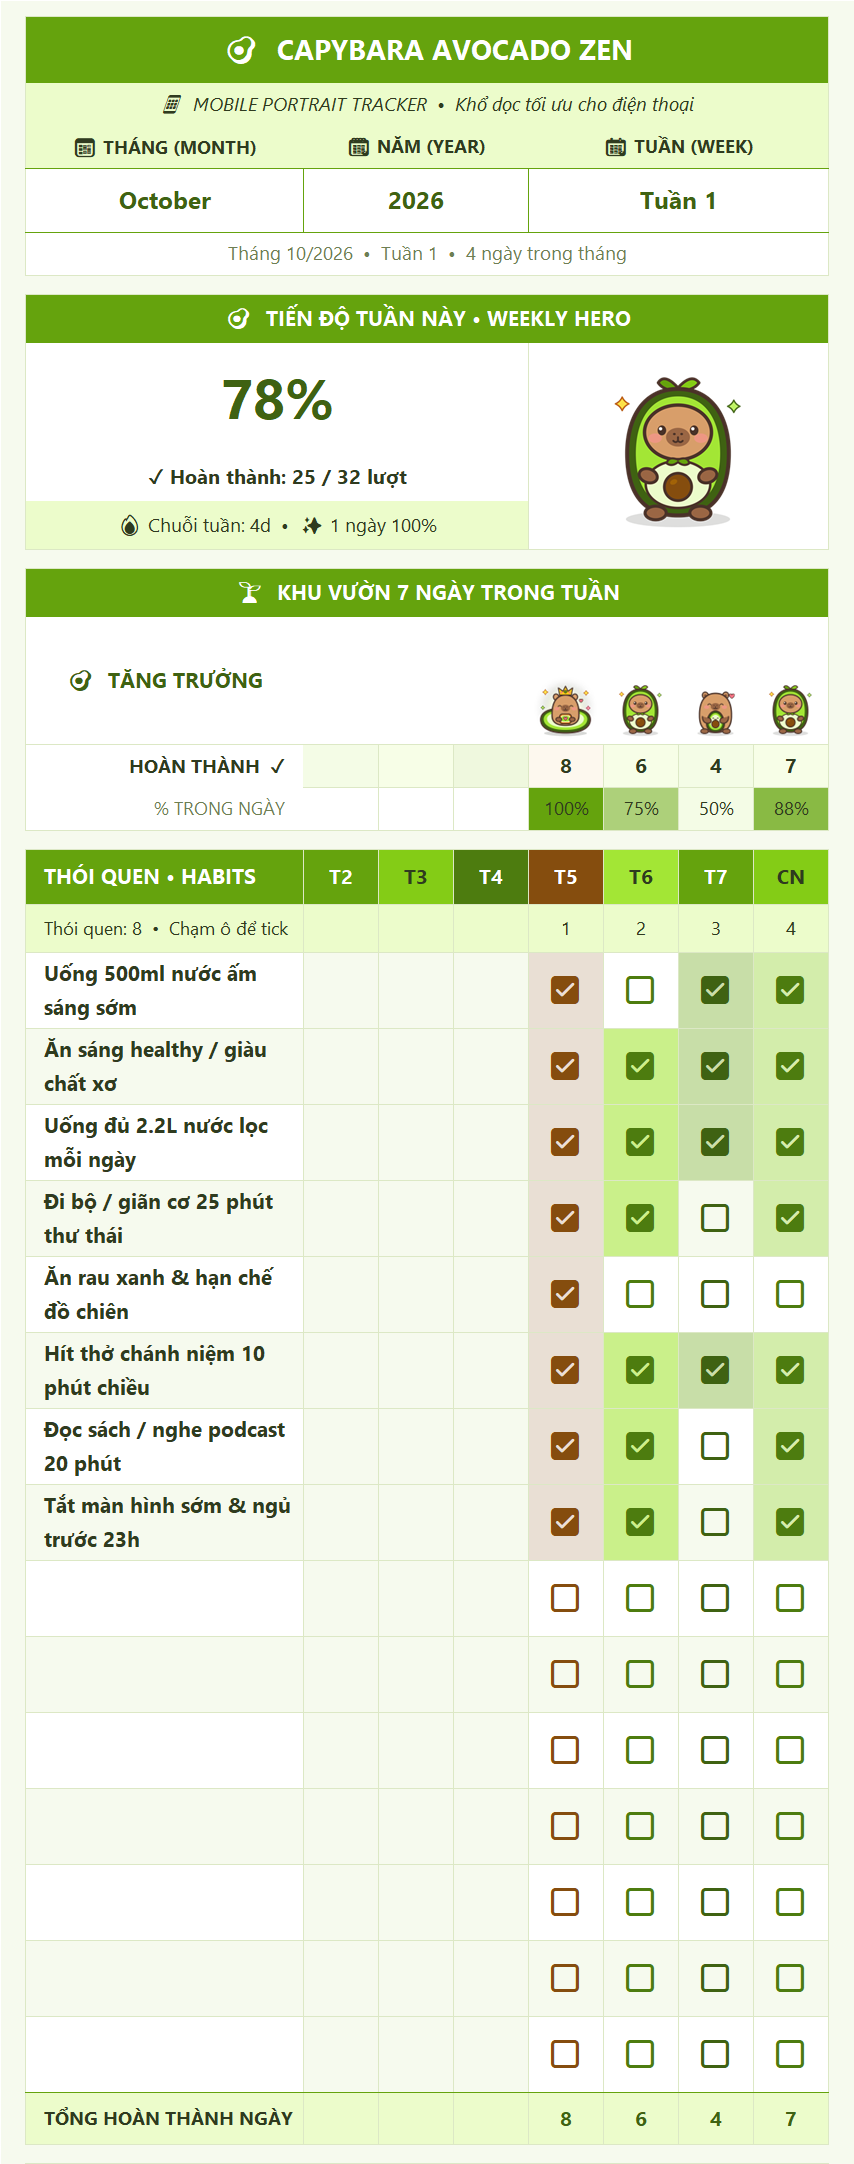 CAPYBARA AVOCADO ZEN
MOBILE PORTRAIT TRACKER • Khổ dọc tối ưu cho điện thoại
THÁNG (MONTH) NĂM (YEAR) TUẦN (WEEK)
October 2026 Tuần 1
Tháng 10/2026 • Tuần 1 • 4 ngày trong tháng
TIẾN ĐỘ TUẦN NÀY • WEEKLY HERO
78%
✓ Hoàn thành: 25 / 32 lượt
Chuỗi tuần: 4d • 1 ngày 100%
KHU VƯỜN 7 NGÀY TRONG TUẦN
TĂNG TRƯỞNG
HOÀN THÀNH ✓ 8 6 4 7
% TRONG NGÀY 100% 75% 50% 88%
THÓI QUEN • HABITS T2 T3 T4 T5 T6 T7 CN
Thói quen: 8 • Chạm ô để tick 1 2 3 4
Uống 500ml nước ấm
sáng sớm
Ăn sáng healthy / giàu
chất xơ
Uống đủ 2.2L nước lọc
mỗi ngày
Đi bộ / giãn cơ 25 phút
thư thái
Ăn rau xanh & hạn chế
đồ chiên
Hít thở chánh niệm 10
phút chiều
Đọc sách / nghe podcast
20 phút
Tắt màn hình sớm & ngủ
trước 23h
TỔNG HOÀN THÀNH NGÀY 8 6 4 7